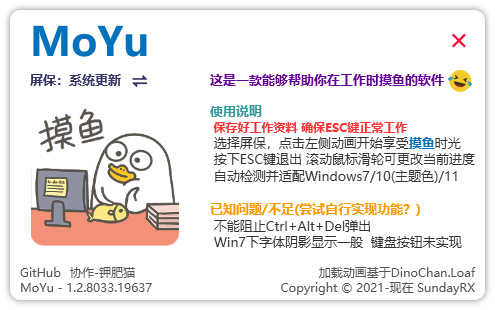 MoYu
屏保：系统更新
这是一款能够帮助你在工作时摸鱼的软件
摸鱼
使用说明
保存好工作资料 确保ESC键正常工作
选择屏保，点击左侧动画开始享受摸鱼时光
按下ESC键退出 滚动鼠标滑轮可更改当前进度
自动检测并适配Windows7/10(主题色)/11
已知问题/不足(尝试自行实现功能？)
不能阻止Ctrl+Alt+Del弹出
Win7下字体阴影显示一般 键盘按钮未实现
GitHub 协作-钾肥猫
加载动画基于DinoChan.Loaf
MoYu - 1.2.8033.19637
Copyright © 2021-现在 SundayRX